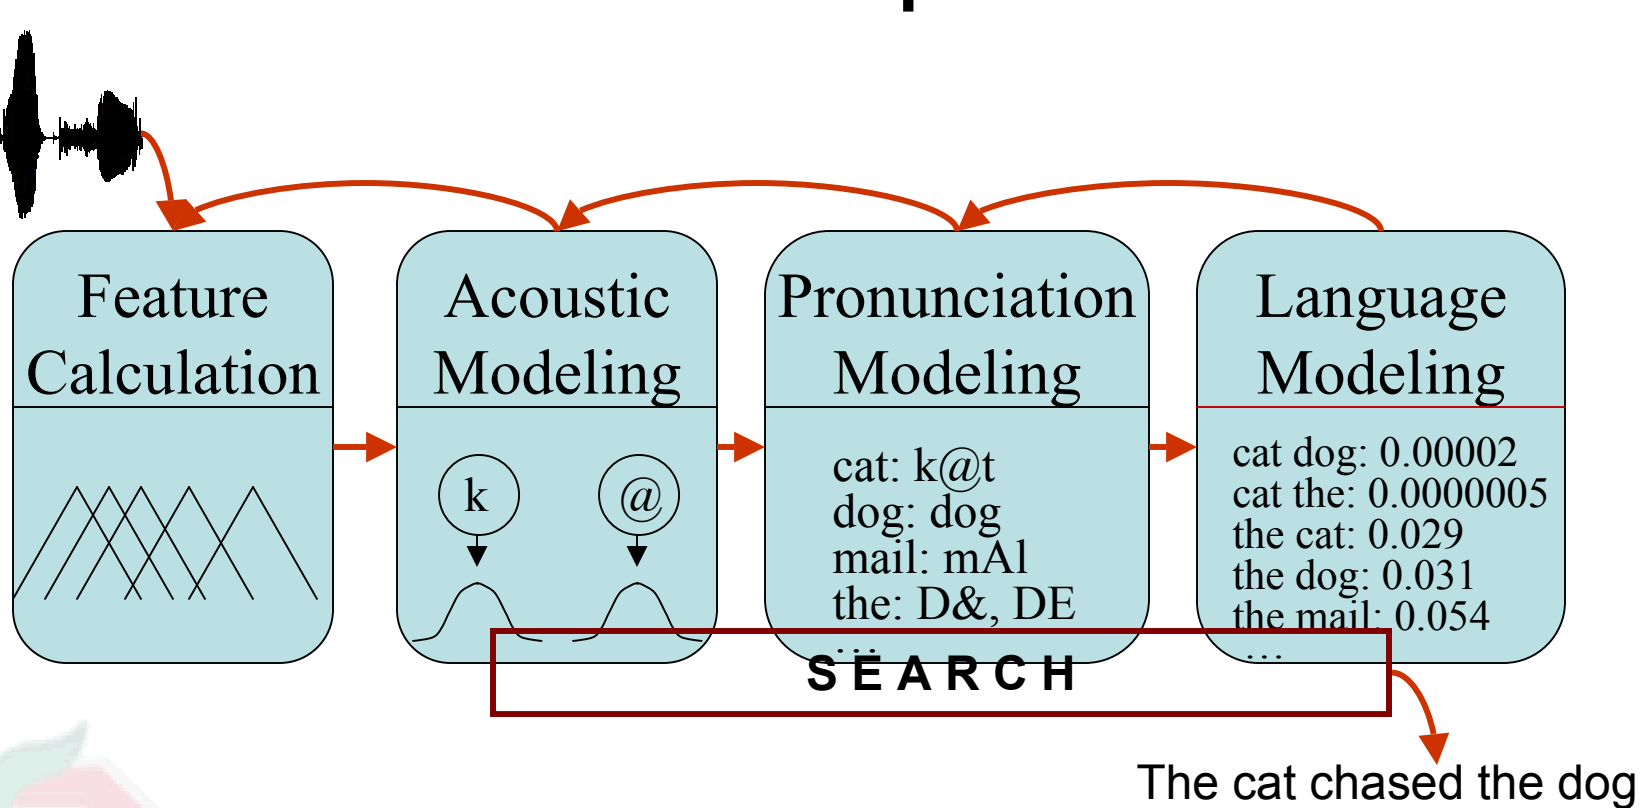 Feature
Calculation
Acoustic
Modeling
k
@
Pronunciation
Modeling
cat: k@t
dog: dog
mail: mAl
the: D&, DE
...
Language
Modeling
cat dog: 0.00002
cat the: 0.0000005
the cat: 0.029
the dog: 0.031
the mail: 0.054
...
SEARCH
The cat chased the dog